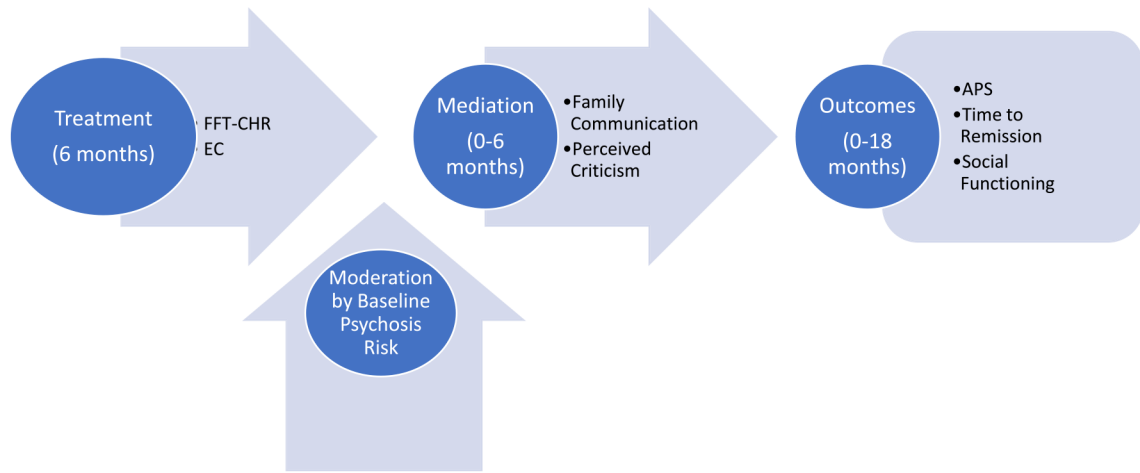 Treatment
(6 months)
• FFT-CHR
• EC
Mediation
(0-6
months)
•Family
Communication
•Perceived
Criticism
Outcomes
(0-18
months)
•APS
•Time to
Remission
•Social
Functioning
Moderation
by Baseline
Psychosis
Risk